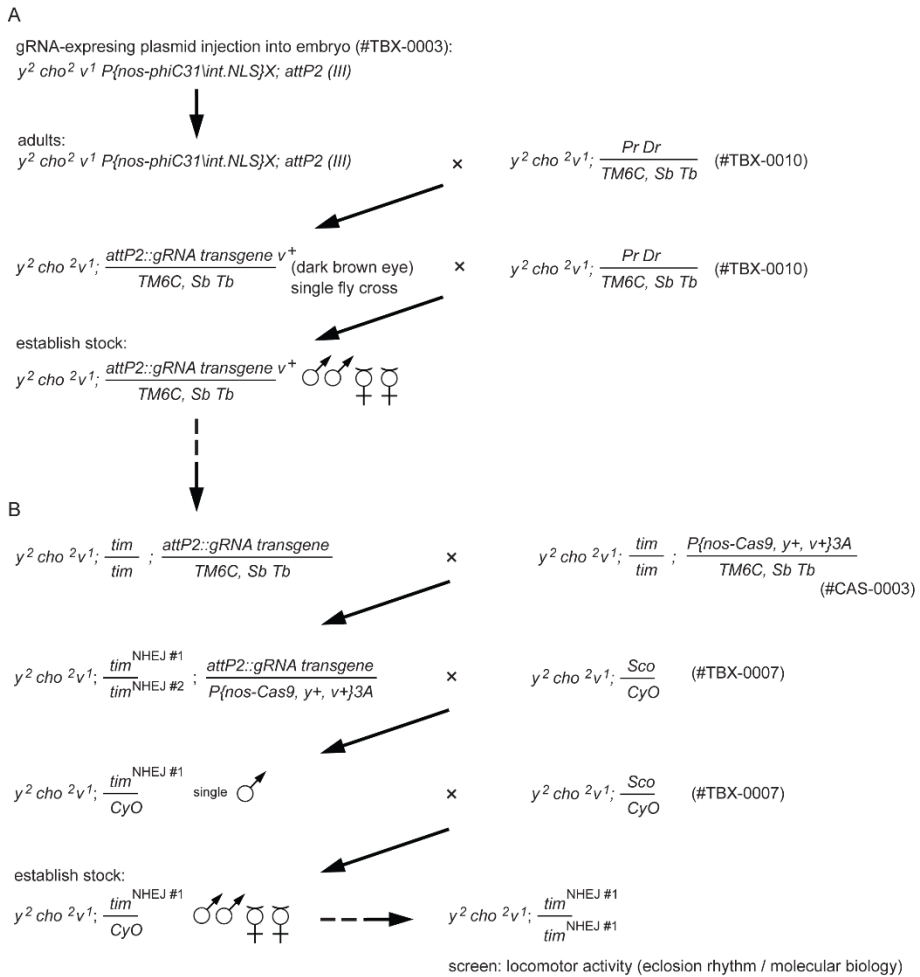 A
gRNA-expresing plasmid injection into embryo (#TBX-0003):
y² cho² v¹ P{nos-phiC31\int.NLS}X; attP2 (III)
adults:
y² cho² v¹ P{nos-phiC31\int.NLS}X; attP2 (III) × y² cho ²v¹; Pr Dr / TM6C, Sb Tb (#TBX-0010)
y² cho ²v¹; attP2::gRNA transgene v⁺ / TM6C, Sb Tb (dark brown eye) single fly cross × y² cho ²v¹; Pr Dr / TM6C, Sb Tb (#TBX-0010)
establish stock:
y² cho ²v¹; attP2::gRNA transgene v⁺ / TM6C, Sb Tb
B
y² cho ²v¹; tim / tim ; attP2::gRNA transgene / TM6C, Sb Tb × y² cho ²v¹; tim / tim ; P{nos-Cas9, y+, v+}3A / TM6C, Sb Tb
(#CAS-0003)
y² cho ²v¹; tim NHEJ #1 / tim NHEJ #2 ; attP2::gRNA transgene / P{nos-Cas9, y+, v+}3A × y² cho ²v¹; Sco / CyO (#TBX-0007)
y² cho ²v¹; tim NHEJ #1 / CyO single × y² cho ²v¹; Sco / CyO (#TBX-0007)
establish stock:
y² cho ²v¹; tim NHEJ #1 / CyO y² cho ²v¹; tim NHEJ #1 / tim NHEJ #1
screen: locomotor activity (eclosion rhythm / molecular biology)